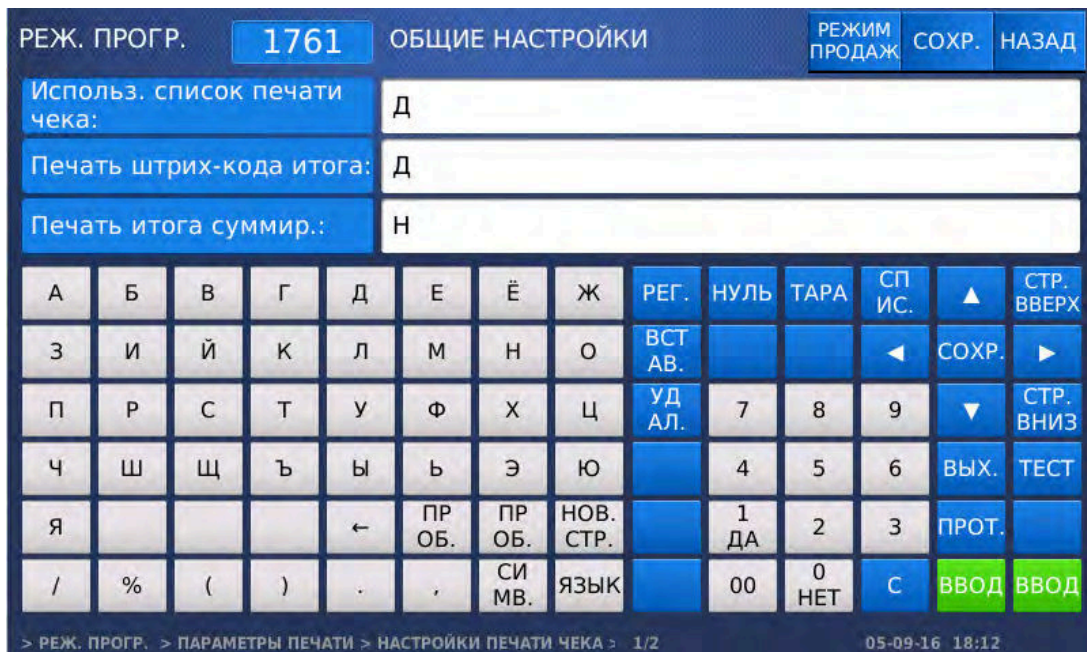 РЕЖ. ПРОГР. 1761 ОБЩИЕ НАСТРОЙКИ РЕЖИМ ПРОДАЖ СОХР. НАЗАД
Использ. список печати чека: Д
Печать штрих-кода итога: Д
Печать итога суммир.: Н
А Б В Г Д Е Ё Ж РЕГ. НУЛЬ ТАРА СП ИС. ▲ СТР. ВВЕРХ
З И Й К Л М Н О ВСТ АВ. ◀ СОХР. ▶
П Р С Т У Ф Х Ц УД АЛ. 7 8 9 ▼ СТР. ВНИЗ
Ч Ш Щ Ъ Ы Ь Э Ю 4 5 6 ВЫХ. ТЕСТ
Я ← ПР ОБ. ПР ОБ. НОВ. СТР. 1 ДА 2 3 ПРОТ.
/ % ( ) . , СИ МВ. ЯЗЫК 00 0 НЕТ С ВВОД ВВОД
> РЕЖ. ПРОГР. > ПАРАМЕТРЫ ПЕЧАТИ > НАСТРОЙКИ ПЕЧАТИ ЧЕКА > 1/2 05-09-16 18:12